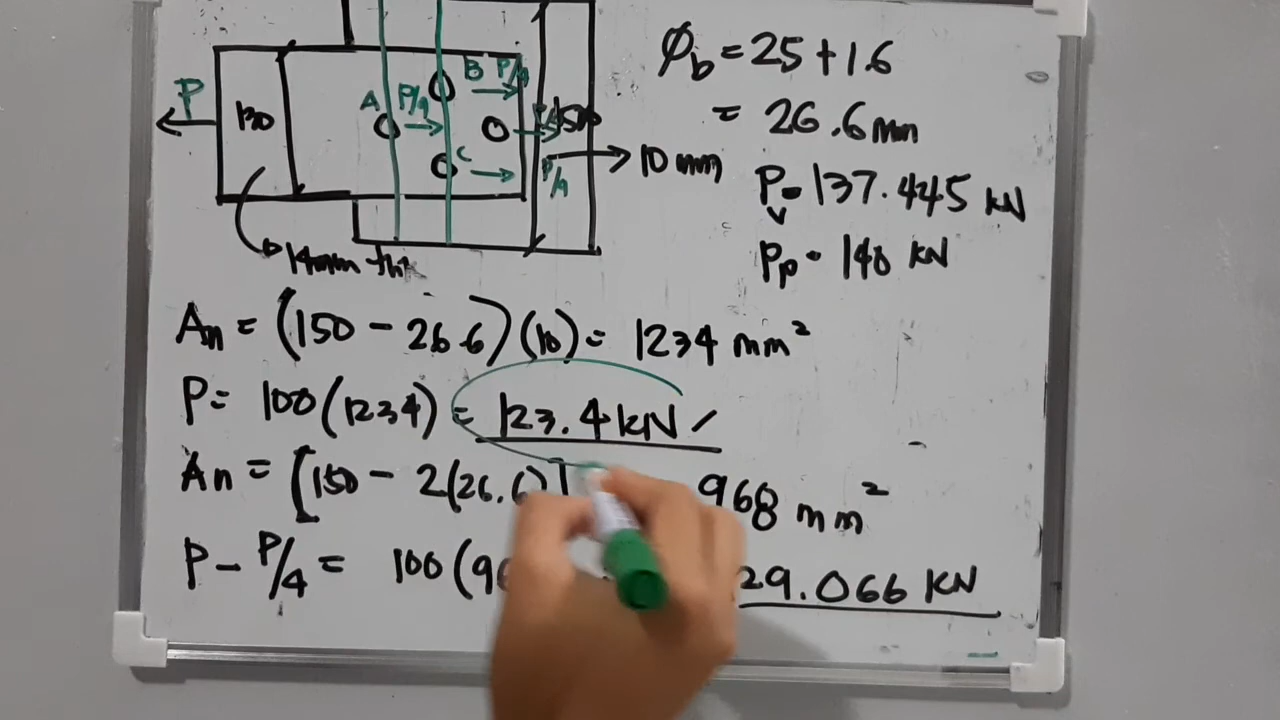 P
130
A
P/4
B
P/4
C
P/4
10 mm
14mm thk
Φb = 25 + 1.6
= 26.6 mm
Pv = 137.445 kN
Pp = 140 kN
An = (150 - 26.6) (10) = 1234 mm²
P = 100 (1234) = 123.4 kN
An = [150 - 2(26.6) 968 mm²
P - P/4 = 100 (96 29.066 KN